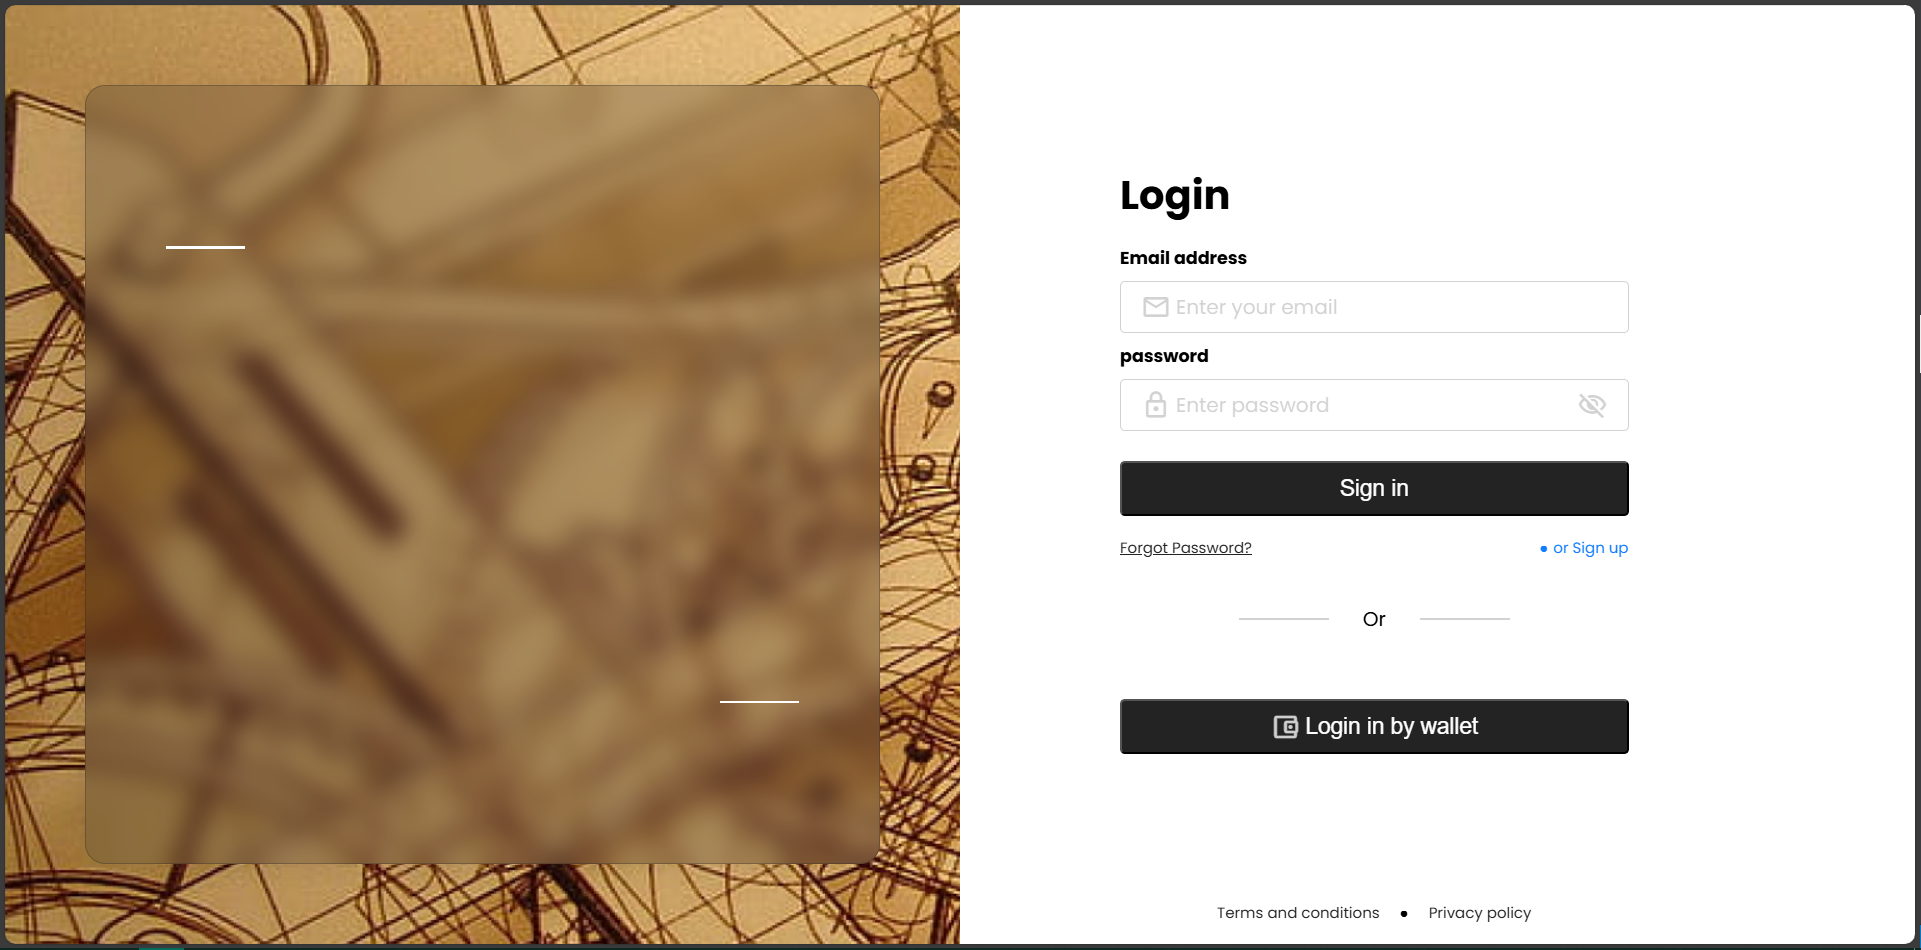 Login
Email address
Enter your email
password
Enter password
Sign in
Forgot Password?
• or Sign up
Or
Login in by wallet
Terms and conditions • Privacy policy